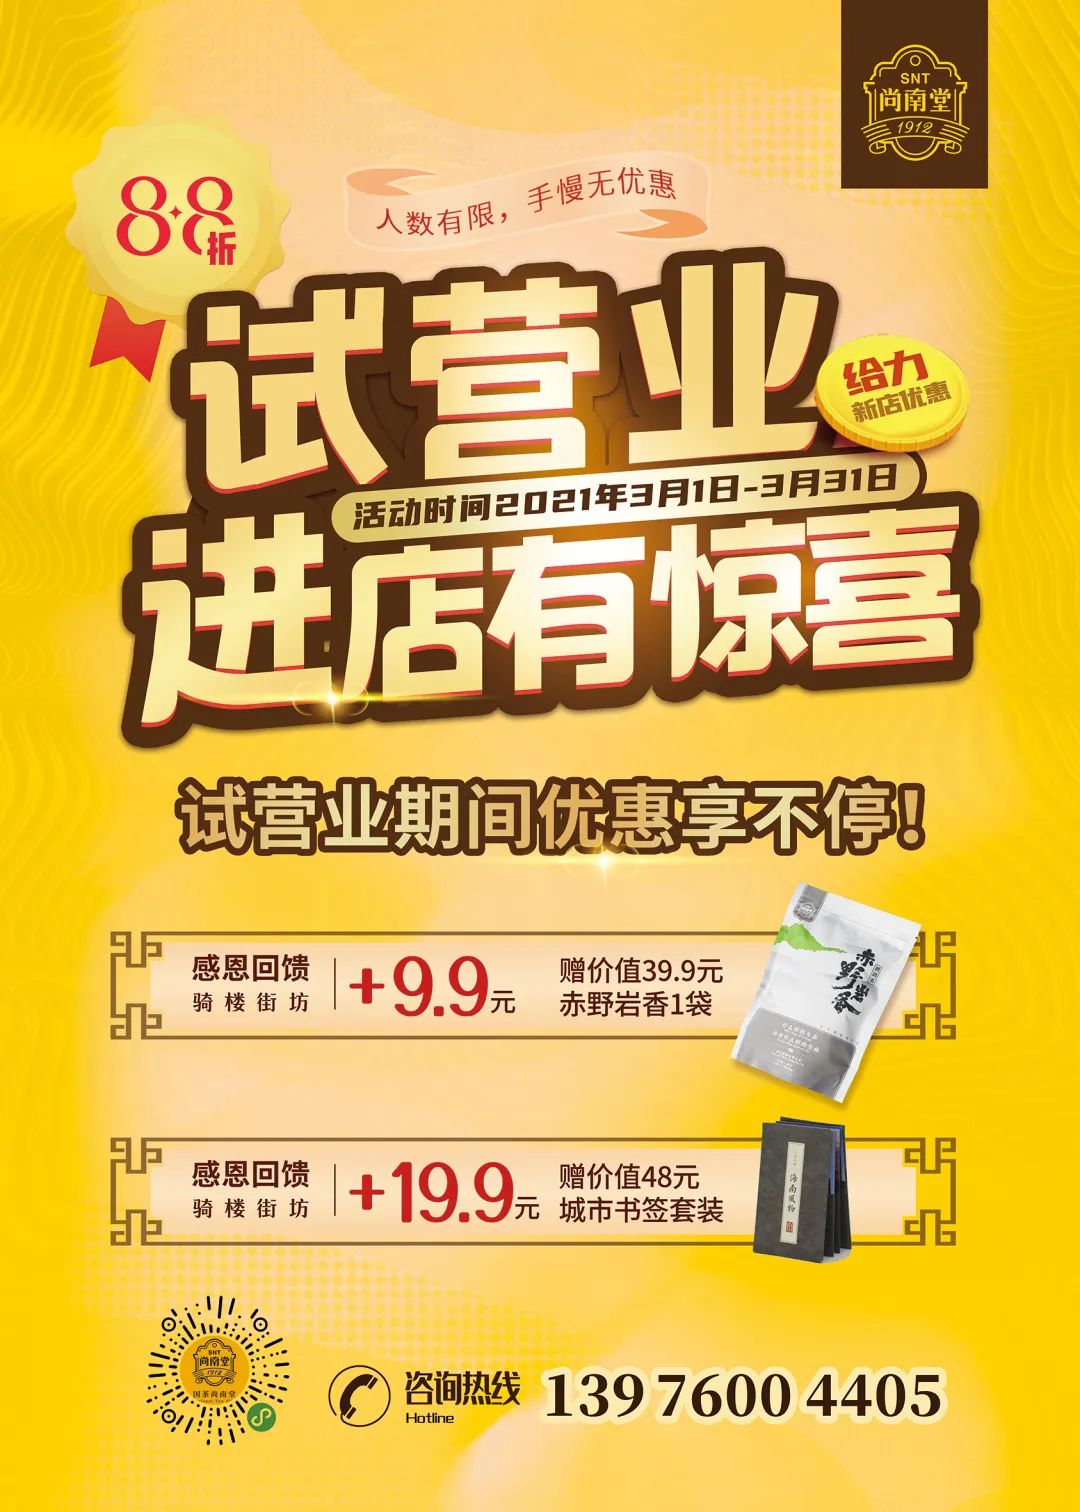 SNT
尚南堂
1912
8.8折
人数有限，手慢无优惠
试营业
给力
新店优惠
活动时间2021年3月1日-3月31日
进店有惊喜
试营业期间优惠享不停！
感恩回馈
骑楼街坊
+9.9元
赠价值39.9元
赤野岩香1袋
赤野岩香
感恩回馈
骑楼街坊
+19.9元
赠价值48元
城市书签套装
海南風物
SNT
尚南堂
1912
国茶尚南堂
咨询热线
Hotline
139 7600 4405